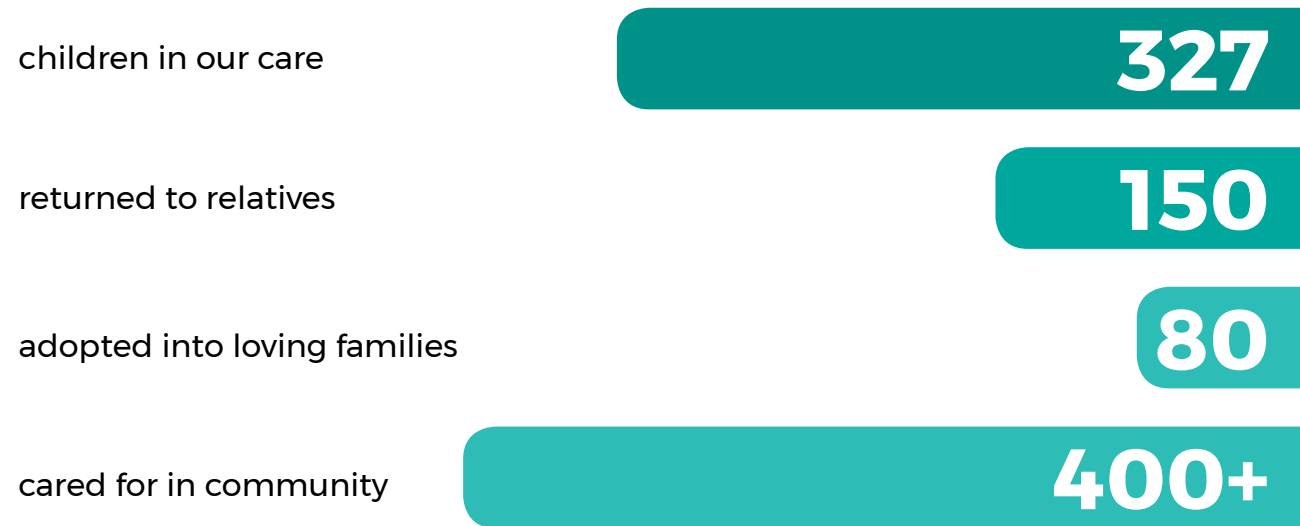 children in our care 327
returned to relatives 150
adopted into loving families 80
cared for in community 400+